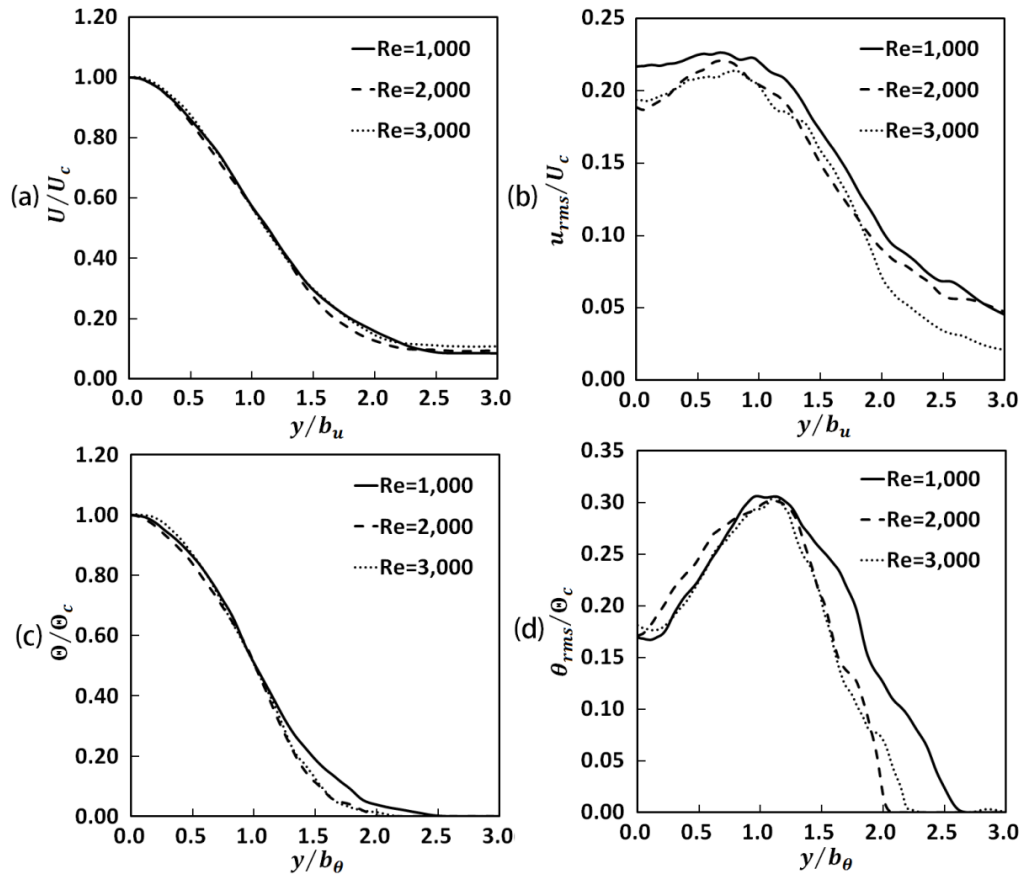 (a)
U/U_c
1.20
1.00
0.80
0.60
0.40
0.20
0.00
Re=1,000
Re=2,000
Re=3,000
0.0 0.5 1.0 1.5 2.0 2.5 3.0
y/b_u
(b)
u_rms/U_c
0.25
0.20
0.15
0.10
0.05
0.00
Re=1,000
Re=2,000
Re=3,000
0.0 0.5 1.0 1.5 2.0 2.5 3.0
y/b_u
(c)
Θ/Θ_c
1.20
1.00
0.80
0.60
0.40
0.20
0.00
Re=1,000
Re=2,000
Re=3,000
0.0 0.5 1.0 1.5 2.0 2.5 3.0
y/b_θ
(d)
θ_rms/Θ_c
0.35
0.30
0.25
0.20
0.15
0.10
0.05
0.00
Re=1,000
Re=2,000
Re=3,000
0.0 0.5 1.0 1.5 2.0 2.5 3.0
y/b_θ